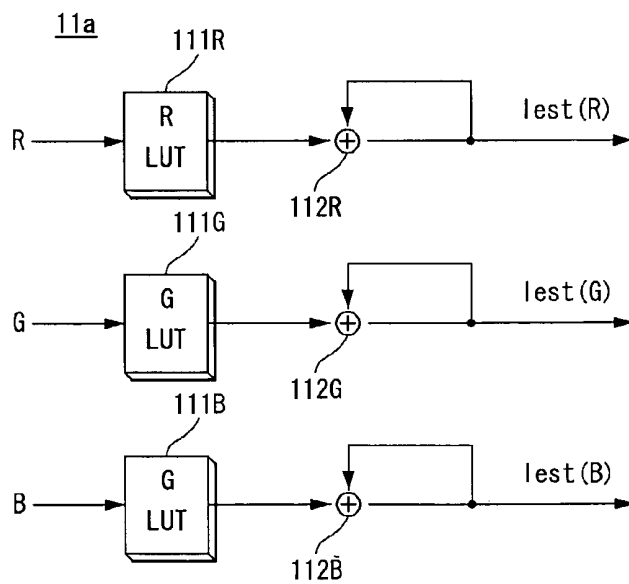 11a
111R
R
R
LUT
Iest(R)
112R
111G
G
G
LUT
Iest(G)
112G
111B
B
G
LUT
Iest(B)
112B